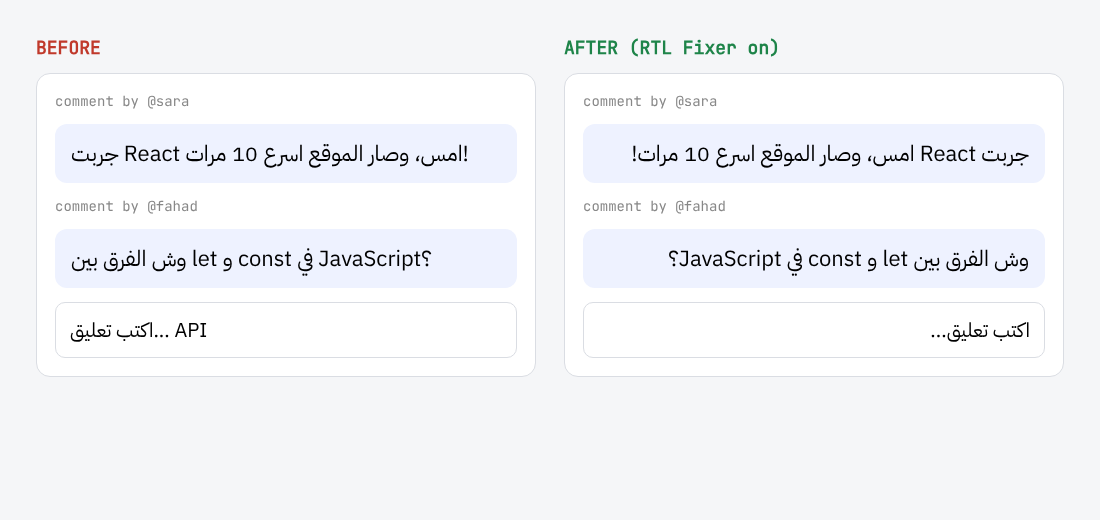 BEFORE
comment by @sara
جربت React امس، وصار الموقع اسرع 10 مرات!
comment by @fahad
وش الفرق بين let و const في JavaScript؟
اكتب تعليق... API
AFTER (RTL Fixer on)
comment by @sara
جربت React امس، وصار الموقع اسرع 10 مرات!
comment by @fahad
وش الفرق بين let و const في JavaScript؟
اكتب تعليق...